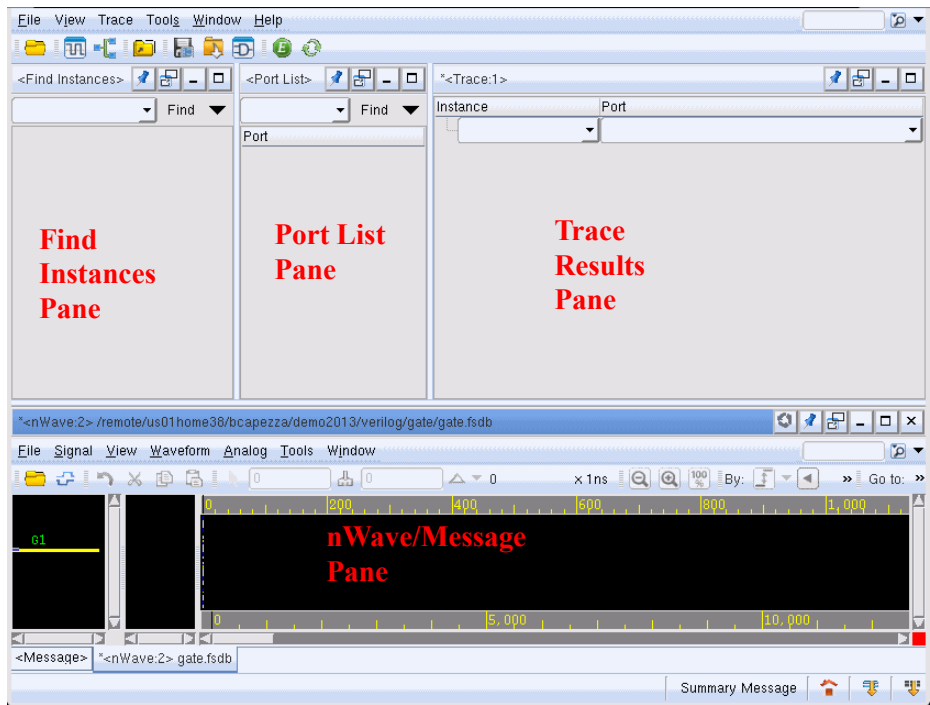 File View Trace Tools Window Help
<Find Instances>
<Port List>
*<Trace:1>
Find
Find
Instance
Port
Port
Find
Instances
Pane
Port List
Pane
Trace
Results
Pane
*<nWave:2> /remote/us01home38/bcapezza/demo2013/verilog/gate/gate.fsdb
File Signal View Waveform Analog Tools Window
0
0
0
x 1ns
100
%
By:
Go to:
0 200 400 600 800 1,000
G1
nWave/Message
Pane
0 5,000 10,000
<Message> *<nWave:2> gate.fsdb
Summary Message